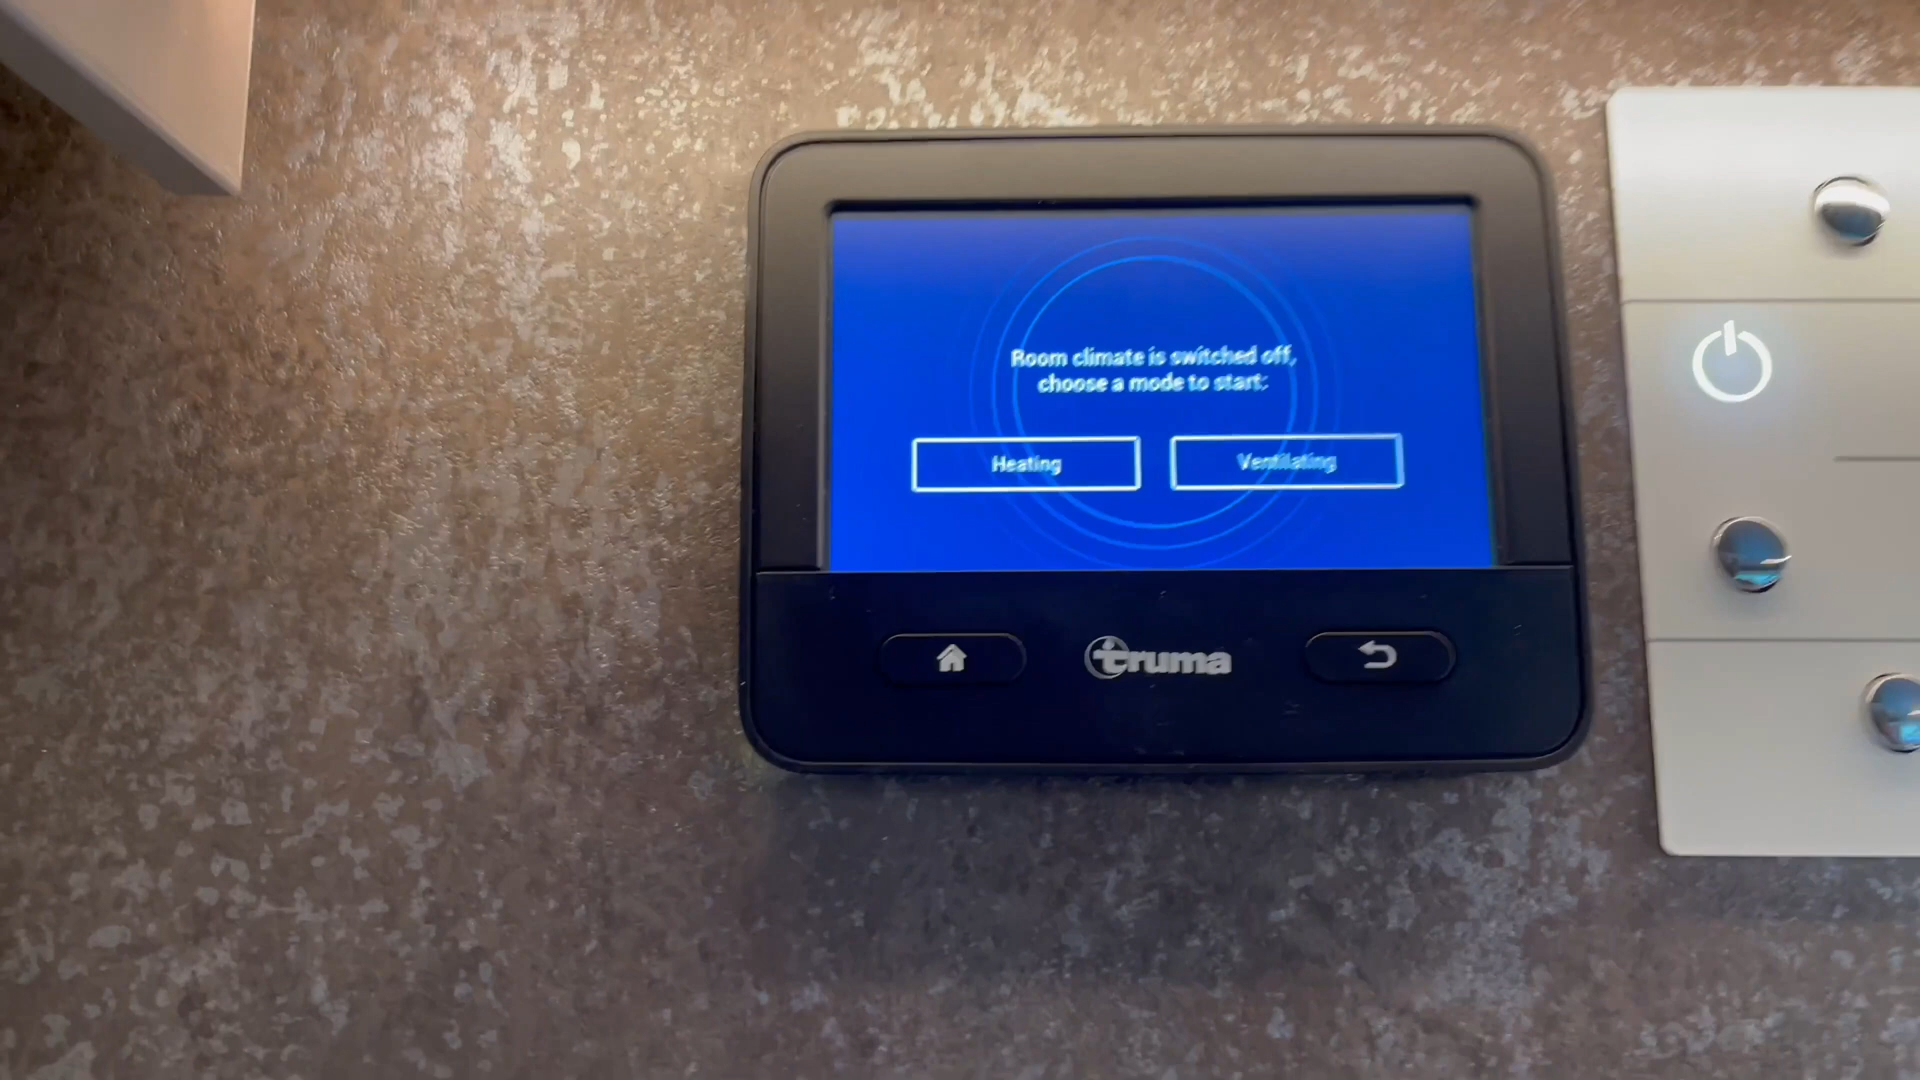 Room climate is switched off,
choose a mode to start:
Heating
Ventilating
truma